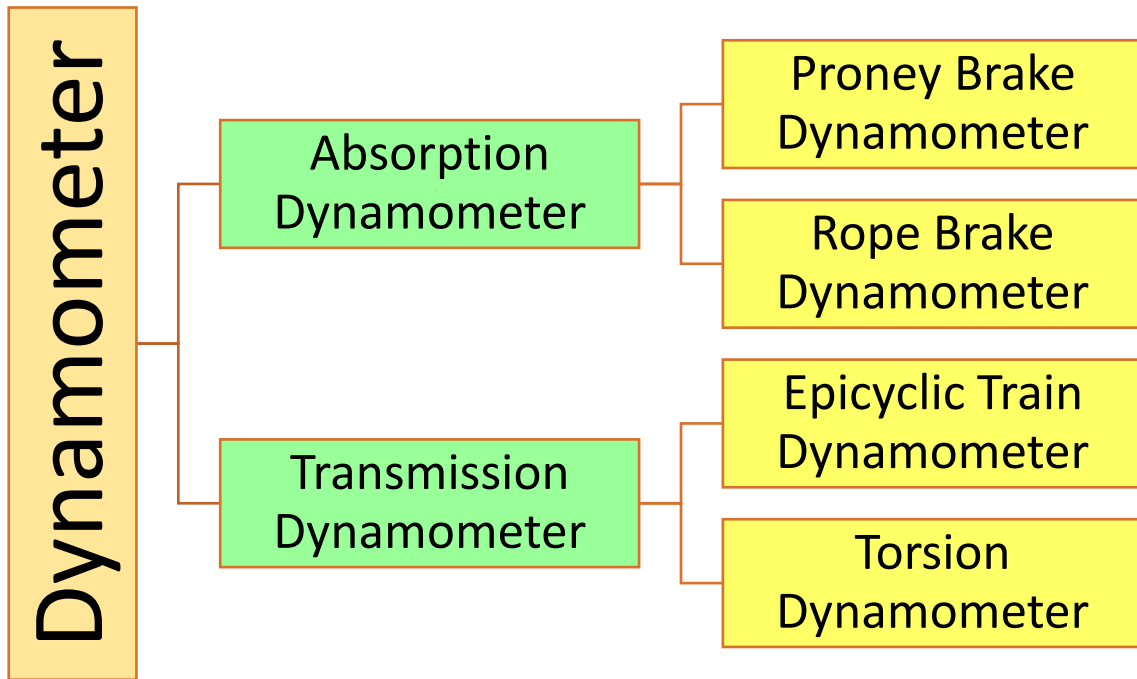 Dynamometer
Absorption
Dynamometer
Proney Brake
Dynamometer
Rope Brake
Dynamometer
Transmission
Dynamometer
Epicyclic Train
Dynamometer
Torsion
Dynamometer